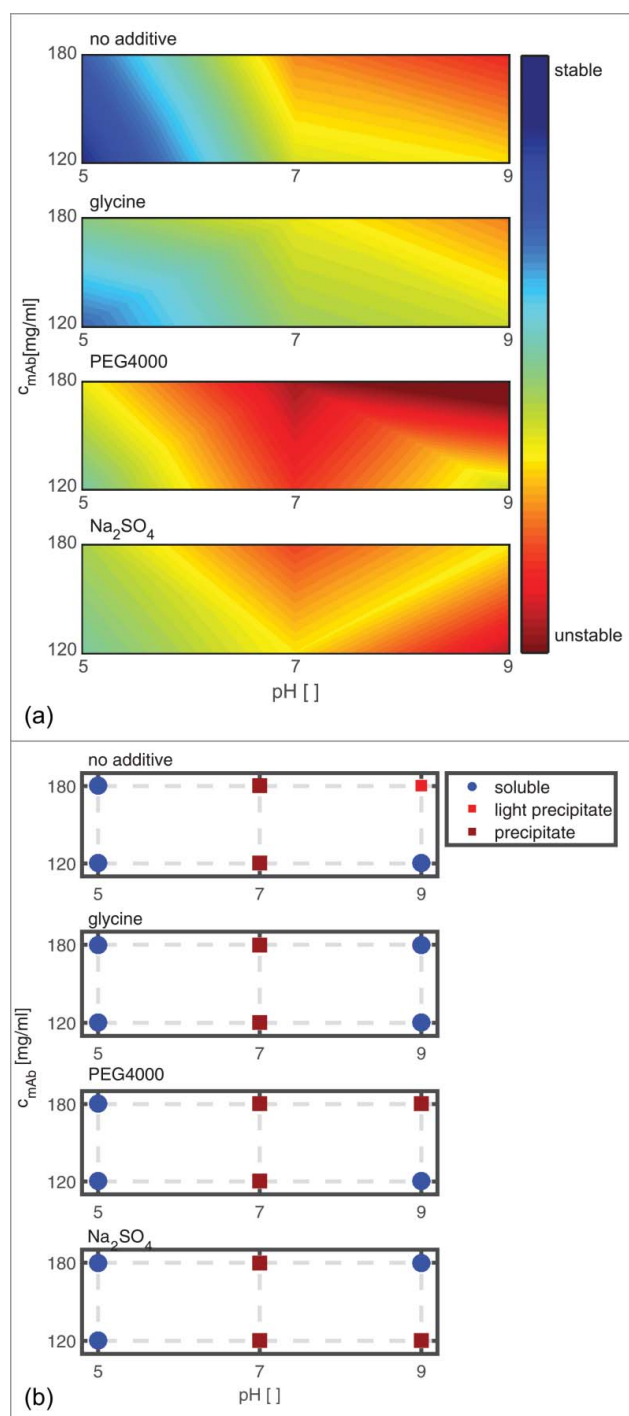 no additive
180
120
5 7 9
glycine
180
120
5 7 9
PEG4000
180
120
5 7 9
Na₂SO₄
180
120
5 7 9
c_mAb[mg/ml]
pH [ ]
stable
unstable
(a)
no additive
180
120
5 7 9
soluble
light precipitate
precipitate
glycine
180
120
5 7 9
PEG4000
180
120
5 7 9
Na₂SO₄
180
120
5 7 9
c_mAb [mg/ml]
pH [ ]
(b)